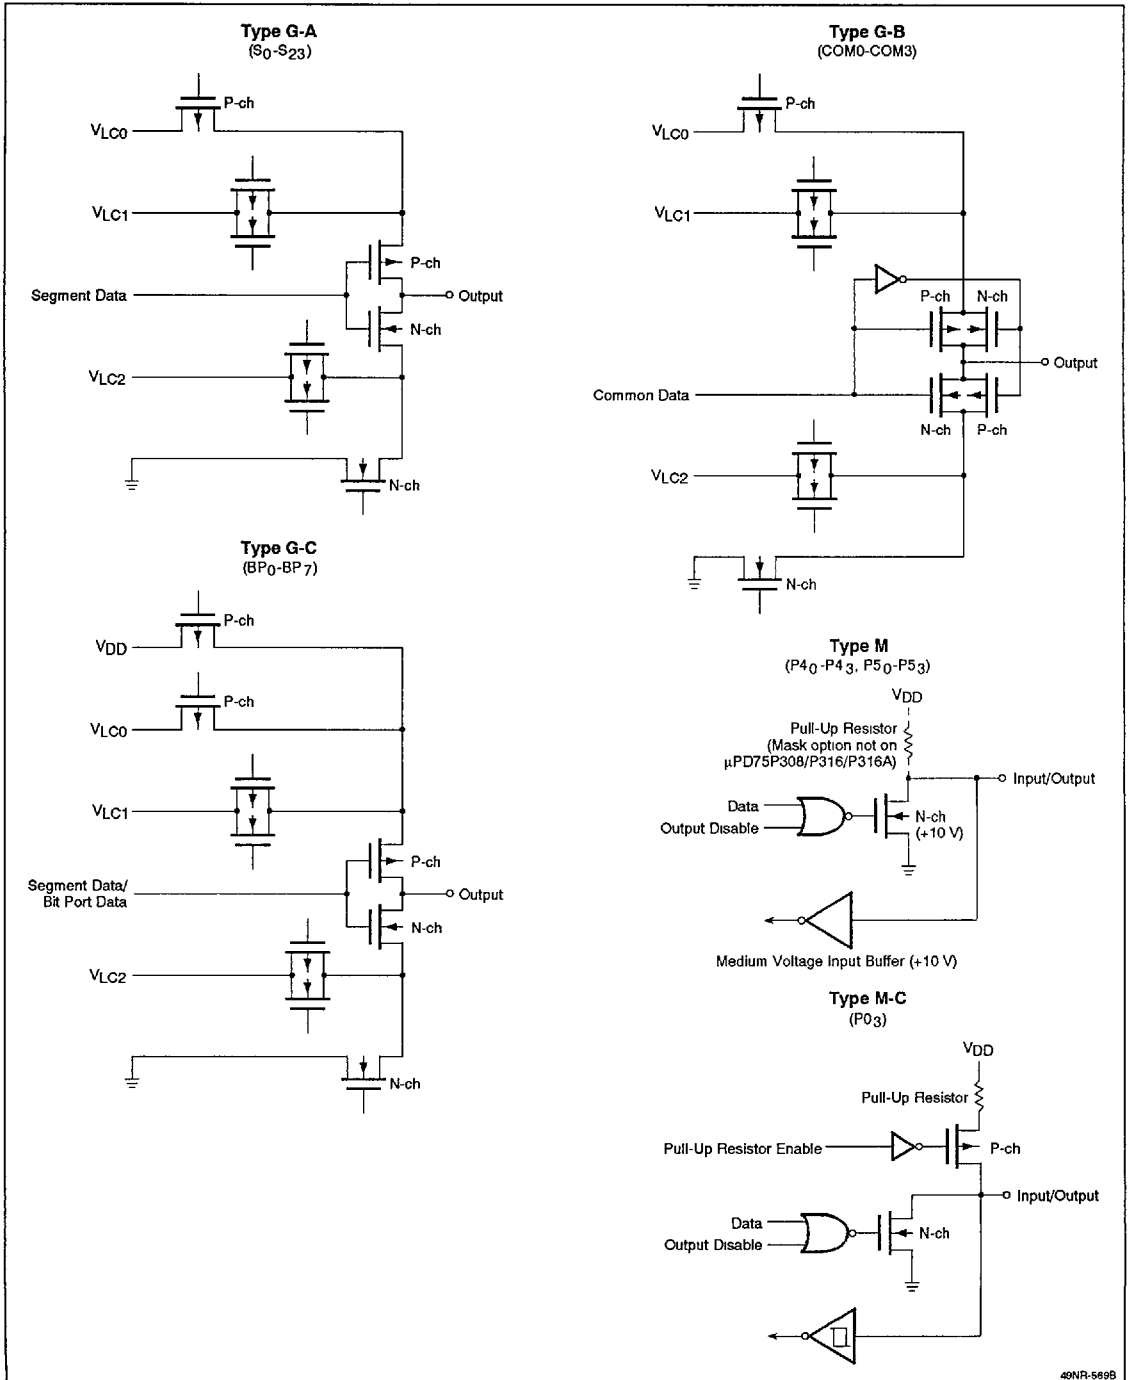 Type G-A
(S0-S23)
P-ch
VLC0
VLC1
P-ch
Segment Data
Output
N-ch
VLC2
N-ch
Type G-B
(COM0-COM3)
P-ch
VLC0
VLC1
P-ch N-ch
Output
Common Data
N-ch P-ch
VLC2
N-ch
Type G-C
(BP0-BP7)
P-ch
VDD
P-ch
VLC0
VLC1
P-ch
Segment Data/
Bit Port Data
Output
N-ch
VLC2
N-ch
Type M
(P40-P43, P50-P53)
VDD
Pull-Up Resistor
(Mask option not on
µPD75P308/P316/P316A)
Input/Output
Data
Output Disable
N-ch
(+10 V)
Medium Voltage Input Buffer (+10 V)
Type M-C
(P03)
VDD
Pull-Up Resistor
Pull-Up Resistor Enable
P-ch
Input/Output
Data
Output Disable
N-ch
49NR-569B